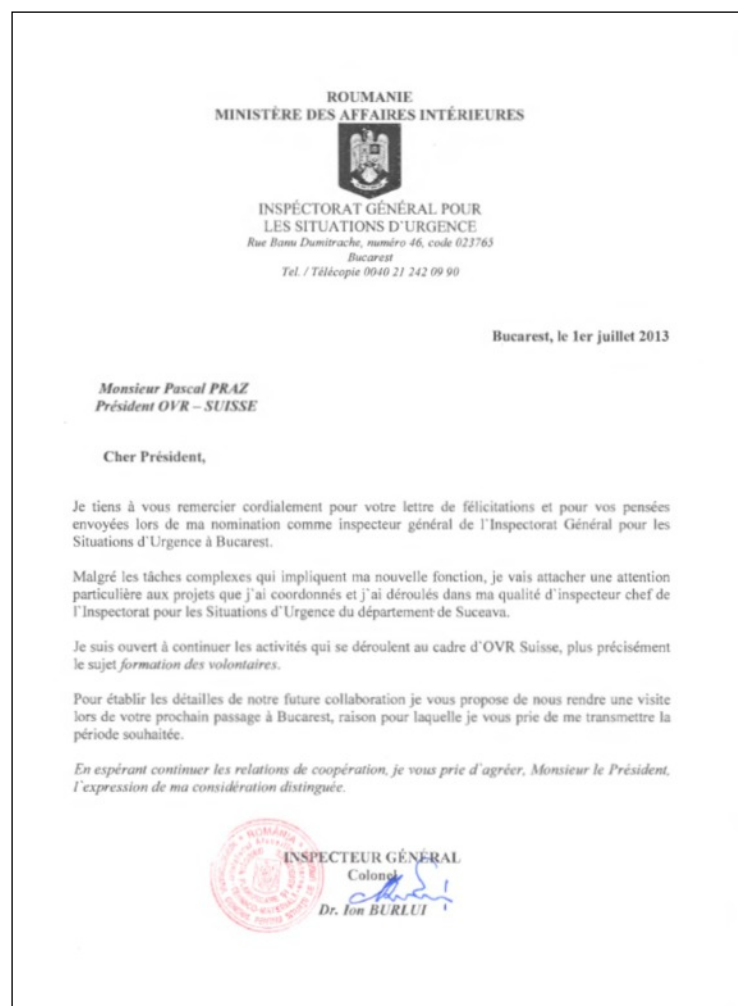 ROUMANIE
MINISTÈRE DES AFFAIRES INTÉRIEURES
INSPÉCTORAT GÉNÉRAL POUR
LES SITUATIONS D'URGENCE
Rue Banu Dumitrache, numéro 46, code 023765
Bucarest
Tel. / Télécopie 0040 21 242 09 90
Bucarest, le 1er juillet 2013
Monsieur Pascal PRAZ
Président OVR – SUISSE
Cher Président,
Je tiens à vous remercier cordialement pour votre lettre de félicitations et pour vos pensées
envoyées lors de ma nomination comme inspecteur général de l'Inspectorat Général pour les
Situations d'Urgence à Bucarest.
Malgré les tâches complexes qui impliquent ma nouvelle fonction, je vais attacher une attention
particulière aux projets que j'ai coordonnés et j'ai déroulés dans ma qualité d'inspecteur chef de
l'Inspectorat pour les Situations d'Urgence du département de Suceava.
Je suis ouvert à continuer les activités qui se déroulent au cadre d'OVR Suisse, plus précisément
le sujet formation des volontaires.
Pour établir les détailles de notre future collaboration je vous propose de nous rendre une visite
lors de votre prochain passage à Bucarest, raison pour laquelle je vous prie de me transmettre la
période souhaitée.
En espérant continuer les relations de coopération, je vous prie d'agréer, Monsieur le Président,
l'expression de ma considération distinguée.
ROMÂNIA
INSPECTEUR GÉNÉRAL
Colonel
Dr. Ion BURLUI